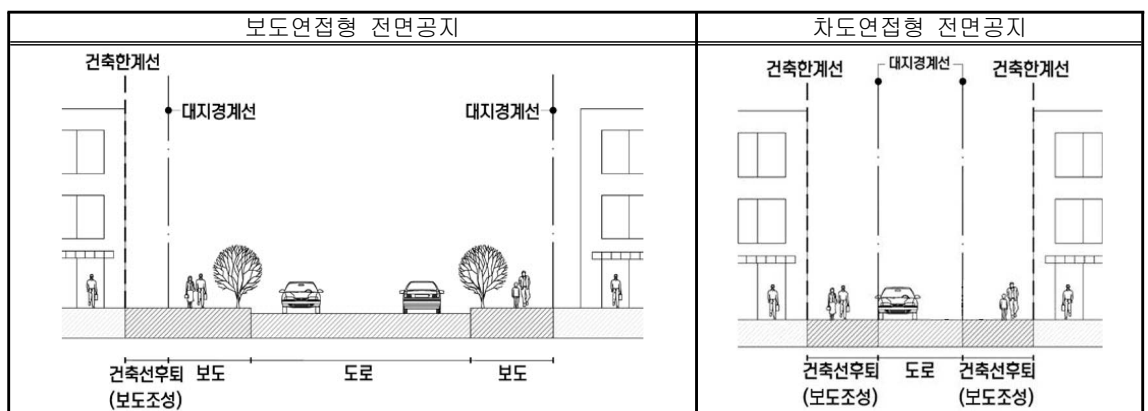 보도연접형 전면공지
차도연접형 전면공지
건축한계선
대지경계선
대지경계선
건축선후퇴
(보도조성)
보도
도로
보도
건축한계선
대지경계선
건축한계선
건축선후퇴
(보도조성)
도로
건축선후퇴
(보도조성)